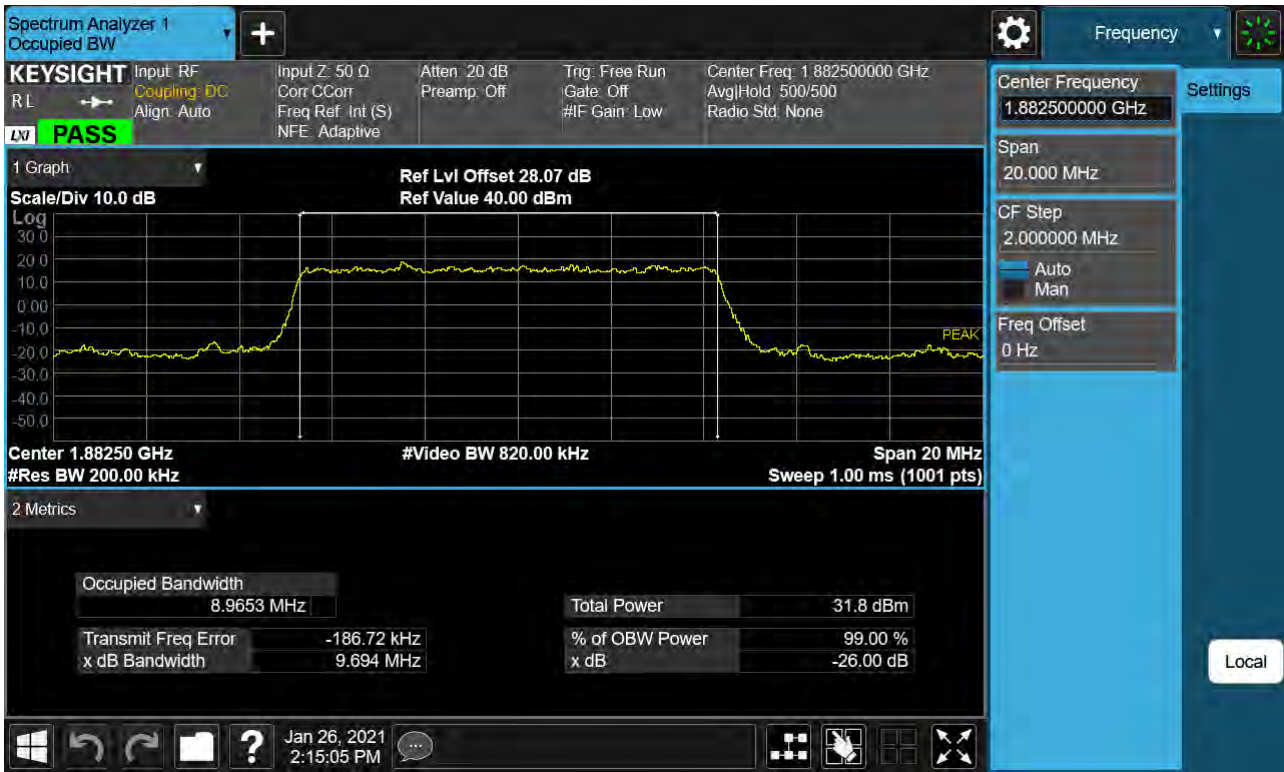 Spectrum Analyzer 1
Occupied BW
Frequency
KEYSIGHT
RL
LXI PASS
Input: RF
Coupling: DC
Align: Auto
Input Z: 50 Ω
Corr CCorr
Freq Ref: Int (S)
NFE: Adaptive
Atten: 20 dB
Preamp: Off
Trig: Free Run
Gate: Off
#IF Gain: Low
Center Freq: 1.882500000 GHz
Avg|Hold: 500/500
Radio Std: None
Center Frequency
1.882500000 GHz
Settings
Span
20.000 MHz
CF Step
2.000000 MHz
Auto
Man
Freq Offset
0 Hz
Local
1 Graph
Scale/Div 10.0 dB
Ref Lvl Offset 28.07 dB
Ref Value 40.00 dBm
Log
30.0
20.0
10.0
0.00
-10.0
-20.0
-30.0
-40.0
-50.0
PEAK
Center 1.88250 GHz
#Video BW 820.00 kHz
Span 20 MHz
#Res BW 200.00 kHz
Sweep 1.00 ms (1001 pts)
2 Metrics
Occupied Bandwidth
8.9653 MHz
Total Power 31.8 dBm
Transmit Freq Error -186.72 kHz
% of OBW Power 99.00 %
x dB Bandwidth 9.694 MHz
x dB -26.00 dB
?
Jan 26, 2021
2:15:05 PM